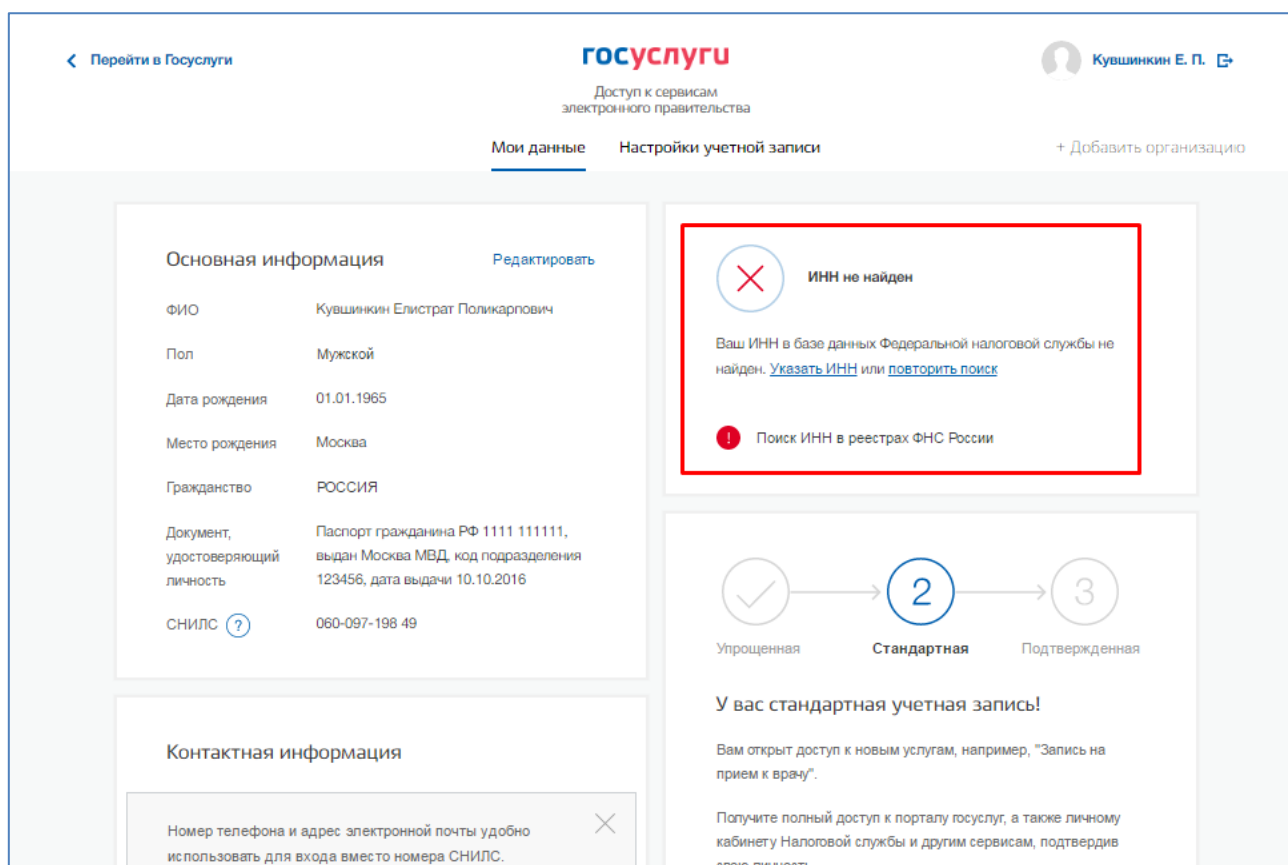 Перейти в Госуслуги
госуслуги
Доступ к сервисам
электронного правительства
Кувшинкин Е. П.
Мои данные
Настройки учетной записи
+ Добавить организацию
Основная информация
Редактировать
ФИО
Кувшинкин Елистрат Поликарпович
Пол
Мужской
Дата рождения
01.01.1965
Место рождения
Москва
Гражданство
РОССИЯ
Документ,
удостоверяющий
личность
Паспорт гражданина РФ 1111 111111,
выдан Москва МВД, код подразделения
123456, дата выдачи 10.10.2016
СНИЛС ?
060-097-198 49
Контактная информация
Номер телефона и адрес электронной почты удобно
использовать для входа вместо номера СНИЛС.
ИНН не найден
Ваш ИНН в базе данных Федеральной налоговой службы не
найден. Указать ИНН или повторить поиск
! Поиск ИНН в реестрах ФНС России
2
3
Упрощенная
Стандартная
Подтвержденная
У вас стандартная учетная запись!
Вам открыт доступ к новым услугам, например, "Запись на
прием к врачу".
Получите полный доступ к порталу госуслуг, а также личному
кабинету Налоговой службы и другим сервисам, подтвердив
свою личность